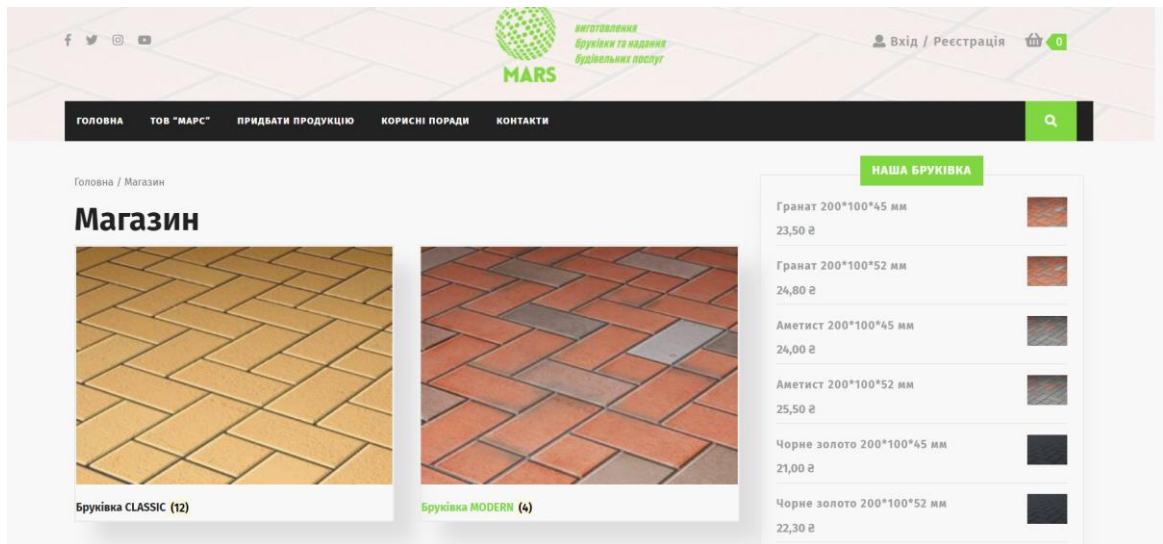 виготовлення
бруківки та надання
будівельних послуг
MARS
Вхід / Реєстрація
0
ГОЛОВНА
ТОВ "МАРС"
ПРИДБАТИ ПРОДУКЦІЮ
КОРИСНІ ПОРАДИ
КОНТАКТИ
Головна / Магазин
Магазин
Бруківка CLASSIC (12)
Бруківка MODERN (4)
НАША БРУКІВКА
Гранат 200*100*45 мм
23,50 ₴
Гранат 200*100*52 мм
24,80 ₴
Аметист 200*100*45 мм
24,00 ₴
Аметист 200*100*52 мм
25,50 ₴
Чорне золото 200*100*45 мм
21,00 ₴
Чорне золото 200*100*52 мм
22,30 ₴